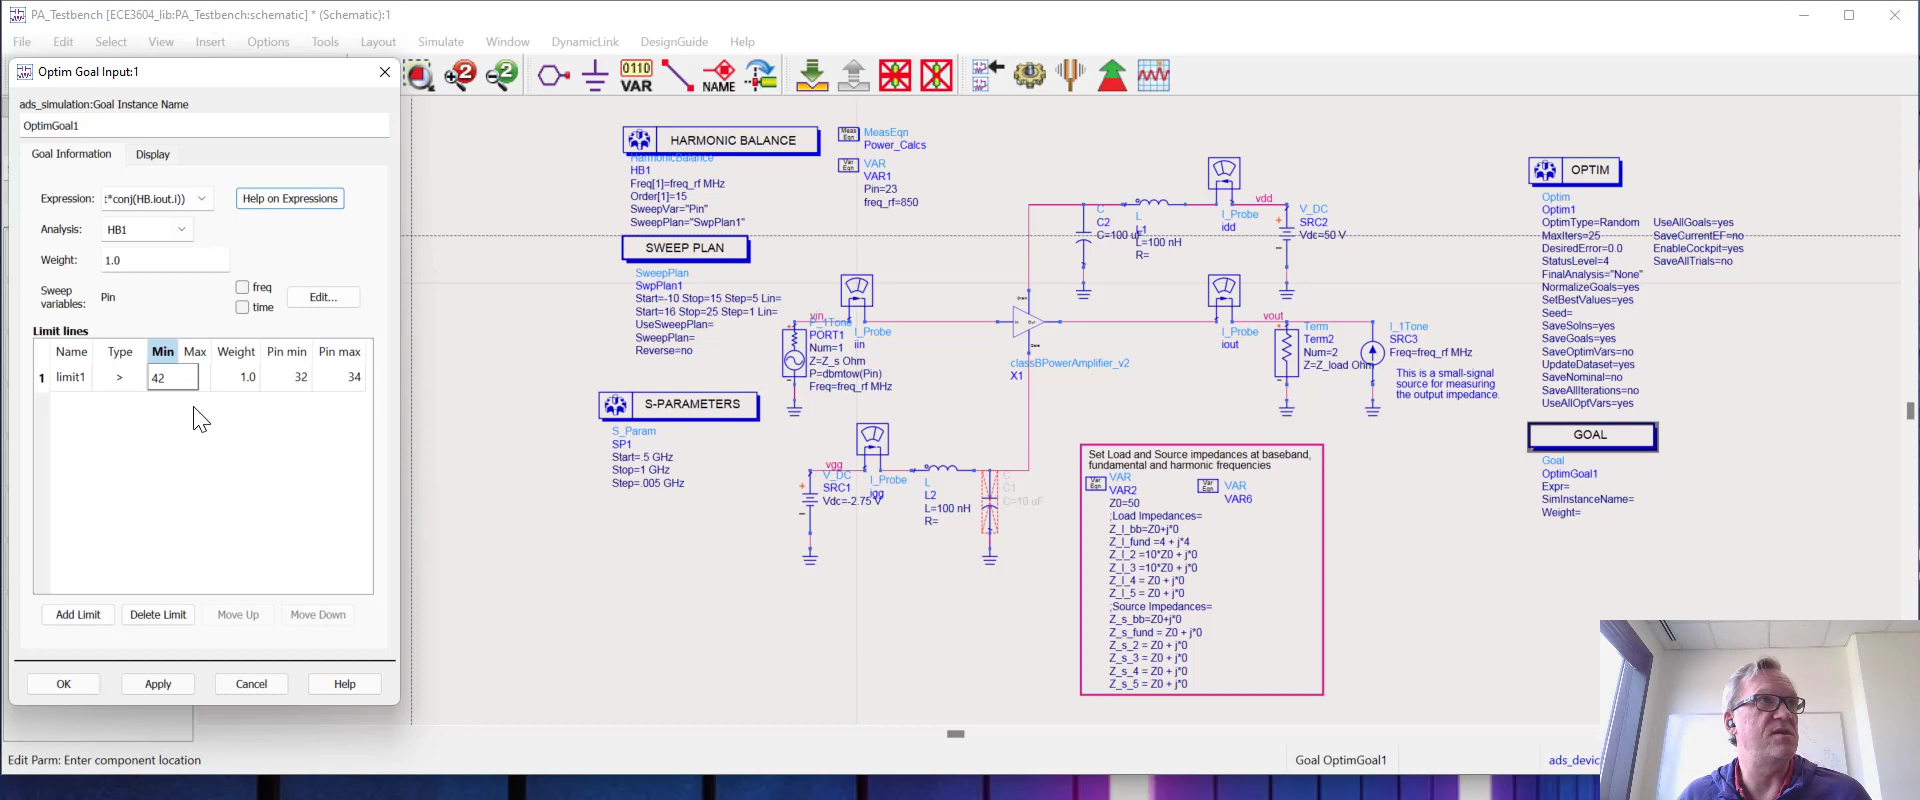 PA_Testbench [ECE3604_lib:PA_Testbench:schematic] * (Schematic):1
File Edit Select View Insert Options Tools Layout Simulate Window DynamicLink DesignGuide Help
Optim Goal Input:1
ads_simulation:Goal Instance Name
OptimGoal1
Goal Information Display
Expression: :*conj(HB.iout.i)) Help on Expressions
Analysis: HB1
Weight: 1.0
Sweep variables: Pin freq time Edit...
Limit lines
Name Type Min Max Weight Pin min Pin max
1 limit1 > 42 1.0 32 34
Add Limit Delete Limit Move Up Move Down
OK Apply Cancel Help
+2 -2 0110 VAR NAME
HARMONIC BALANCE
HarmonicBalance
HB1
Freq[1]=freq_rf MHz
Order[1]=15
SweepVar="Pin"
SweepPlan="SwpPlan1"
Meas Eqn
MeasEqn
Power_Calcs
Var Eqn
VAR
VAR1
Pin=23
freq_rf=850
SWEEP PLAN
SweepPlan
SwpPlan1
Start=-10 Stop=15 Step=5 Lin=
Start=16 Stop=25 Step=1 Lin=
UseSweepPlan=
SweepPlan=
Reverse=no
S-PARAMETERS
S_Param
SP1
Start=.5 GHz
Stop=1 GHz
Step=.005 GHz
vin
P_1Tone
PORT1
Num=1
Z=Z_s Ohm
P=dbmtow(Pin)
Freq=freq_rf MHz
I_Probe
iin
vgg
V_DC
SRC1
Vdc=-2.75 V
I_Probe
igg
L
L2
L=100 nH
R=
C
C1
C=10 uF
C
C2
C=100 uF
L
L1
L=100 nH
R=
I_Probe
idd
vdd
V_DC
SRC2
Vdc=50 V
classBPowerAmplifier_v2
X1
I_Probe
iout
vout
Term
Term2
Num=2
Z=Z_load Ohm
I_1Tone
SRC3
Freq=freq_rf MHz
This is a small-signal
source for measuring
the output impedance.
Set Load and Source impedances at baseband,
fundamental and harmonic frequencies
Var Eqn
VAR
VAR2
Z0=50
;Load Impedances=
Z_l_bb=Z0+j*0
Z_l_fund =4 + j*4
Z_l_2 =10*Z0 + j*0
Z_l_3 =10*Z0 + j*0
Z_l_4 = Z0 + j*0
Z_l_5 = Z0 + j*0
;Source Impedances=
Z_s_bb=Z0+j*0
Z_s_fund = Z0 + j*0
Z_s_2 = Z0 + j*0
Z_s_3 = Z0 + j*0
Z_s_4 = Z0 + j*0
Z_s_5 = Z0 + j*0
Var Eqn
VAR
VAR6
OPTIM
Optim
Optim1
OptimType=Random UseAllGoals=yes
MaxIters=25 SaveCurrentEF=no
DesiredError=0.0 EnableCockpit=yes
StatusLevel=4 SaveAllTrials=no
FinalAnalysis="None"
NormalizeGoals=yes
SetBestValues=yes
Seed=
SaveSolns=yes
SaveGoals=yes
SaveOptimVars=no
UpdateDataset=yes
SaveNominal=no
SaveAllIterations=no
UseAllOptVars=yes
GOAL
Goal
OptimGoal1
Expr=
SimInstanceName=
Weight=
Edit Parm: Enter component location
Goal OptimGoal1
ads_devic